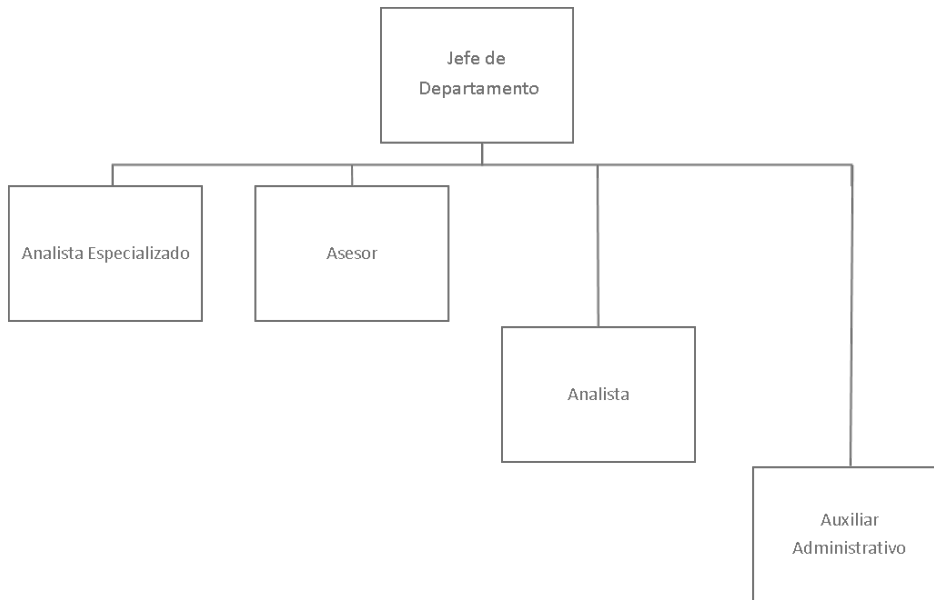 Jefe de
Departamento
Analista Especializado
Asesor
Analista
Auxiliar
Administrativo